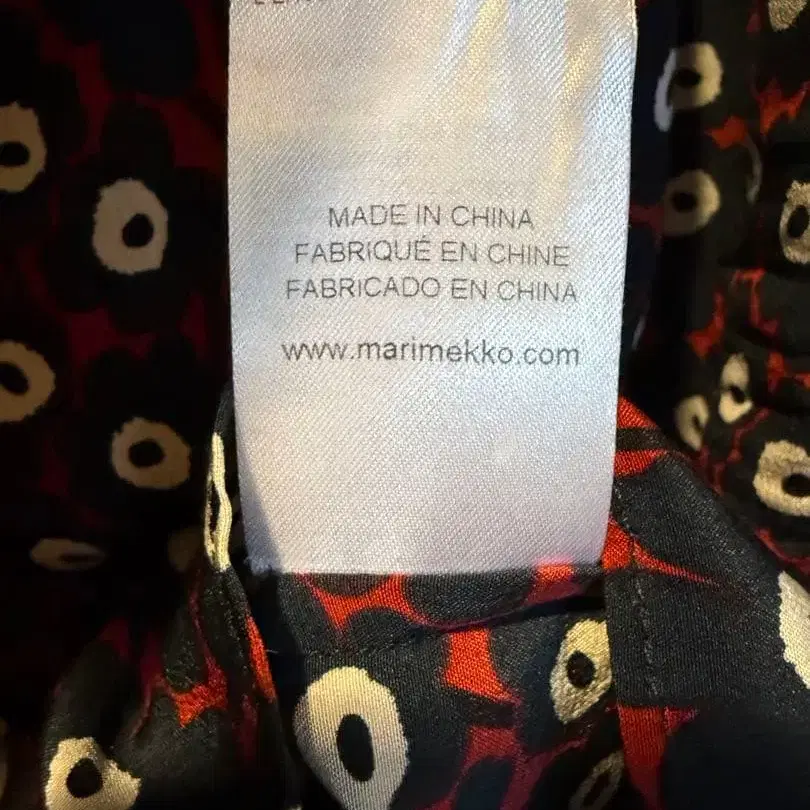 MADE IN CHINA
FABRIQUÉ EN CHINE
FABRICADO EN CHINA
www.marimekko.com